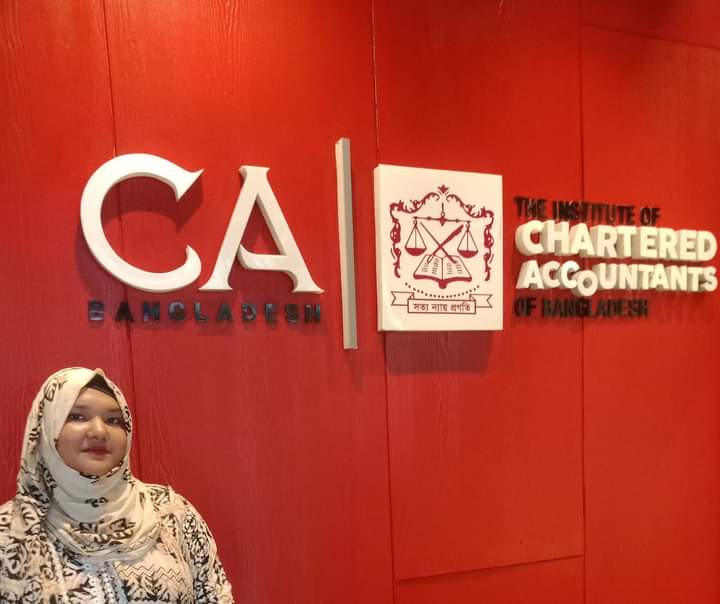 CA
BANGLADESH
সত্য ন্যায় প্রগতি
THE INSTITUTE OF
CHARTERED
ACCOUNTANTS
OF BANGLADESH